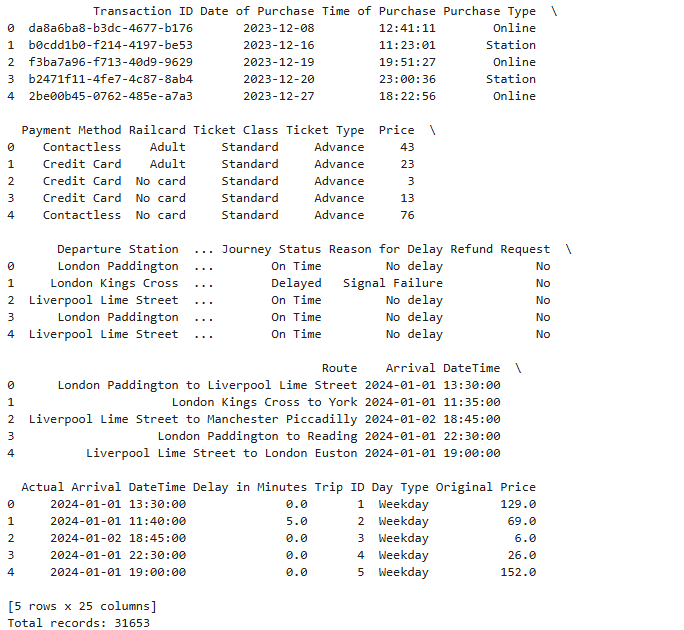 Transaction ID Date of Purchase Time of Purchase Purchase Type \
0 da8a6ba8-b3dc-4677-b176 2023-12-08 12:41:11 Online
1 b0cdd1b0-f214-4197-be53 2023-12-16 11:23:01 Station
2 f3ba7a96-f713-40d9-9629 2023-12-19 19:51:27 Online
3 b2471f11-4fe7-4c87-8ab4 2023-12-20 23:00:36 Station
4 2be00b45-0762-485e-a7a3 2023-12-27 18:22:56 Online
Payment Method Railcard Ticket Class Ticket Type Price \
0 Contactless Adult Standard Advance 43
1 Credit Card Adult Standard Advance 23
2 Credit Card No card Standard Advance 3
3 Credit Card No card Standard Advance 13
4 Contactless No card Standard Advance 76
Departure Station ... Journey Status Reason for Delay Refund Request \
0 London Paddington ... On Time No delay No
1 London Kings Cross ... Delayed Signal Failure No
2 Liverpool Lime Street ... On Time No delay No
3 London Paddington ... On Time No delay No
4 Liverpool Lime Street ... On Time No delay No
Route Arrival DateTime \
0 London Paddington to Liverpool Lime Street 2024-01-01 13:30:00
1 London Kings Cross to York 2024-01-01 11:35:00
2 Liverpool Lime Street to Manchester Piccadilly 2024-01-02 18:45:00
3 London Paddington to Reading 2024-01-01 22:30:00
4 Liverpool Lime Street to London Euston 2024-01-01 19:00:00
Actual Arrival DateTime Delay in Minutes Trip ID Day Type Original Price
0 2024-01-01 13:30:00 0.0 1 Weekday 129.0
1 2024-01-01 11:40:00 5.0 2 Weekday 69.0
2 2024-01-02 18:45:00 0.0 3 Weekday 6.0
3 2024-01-01 22:30:00 0.0 4 Weekday 26.0
4 2024-01-01 19:00:00 0.0 5 Weekday 152.0
[5 rows x 25 columns]
Total records: 31653